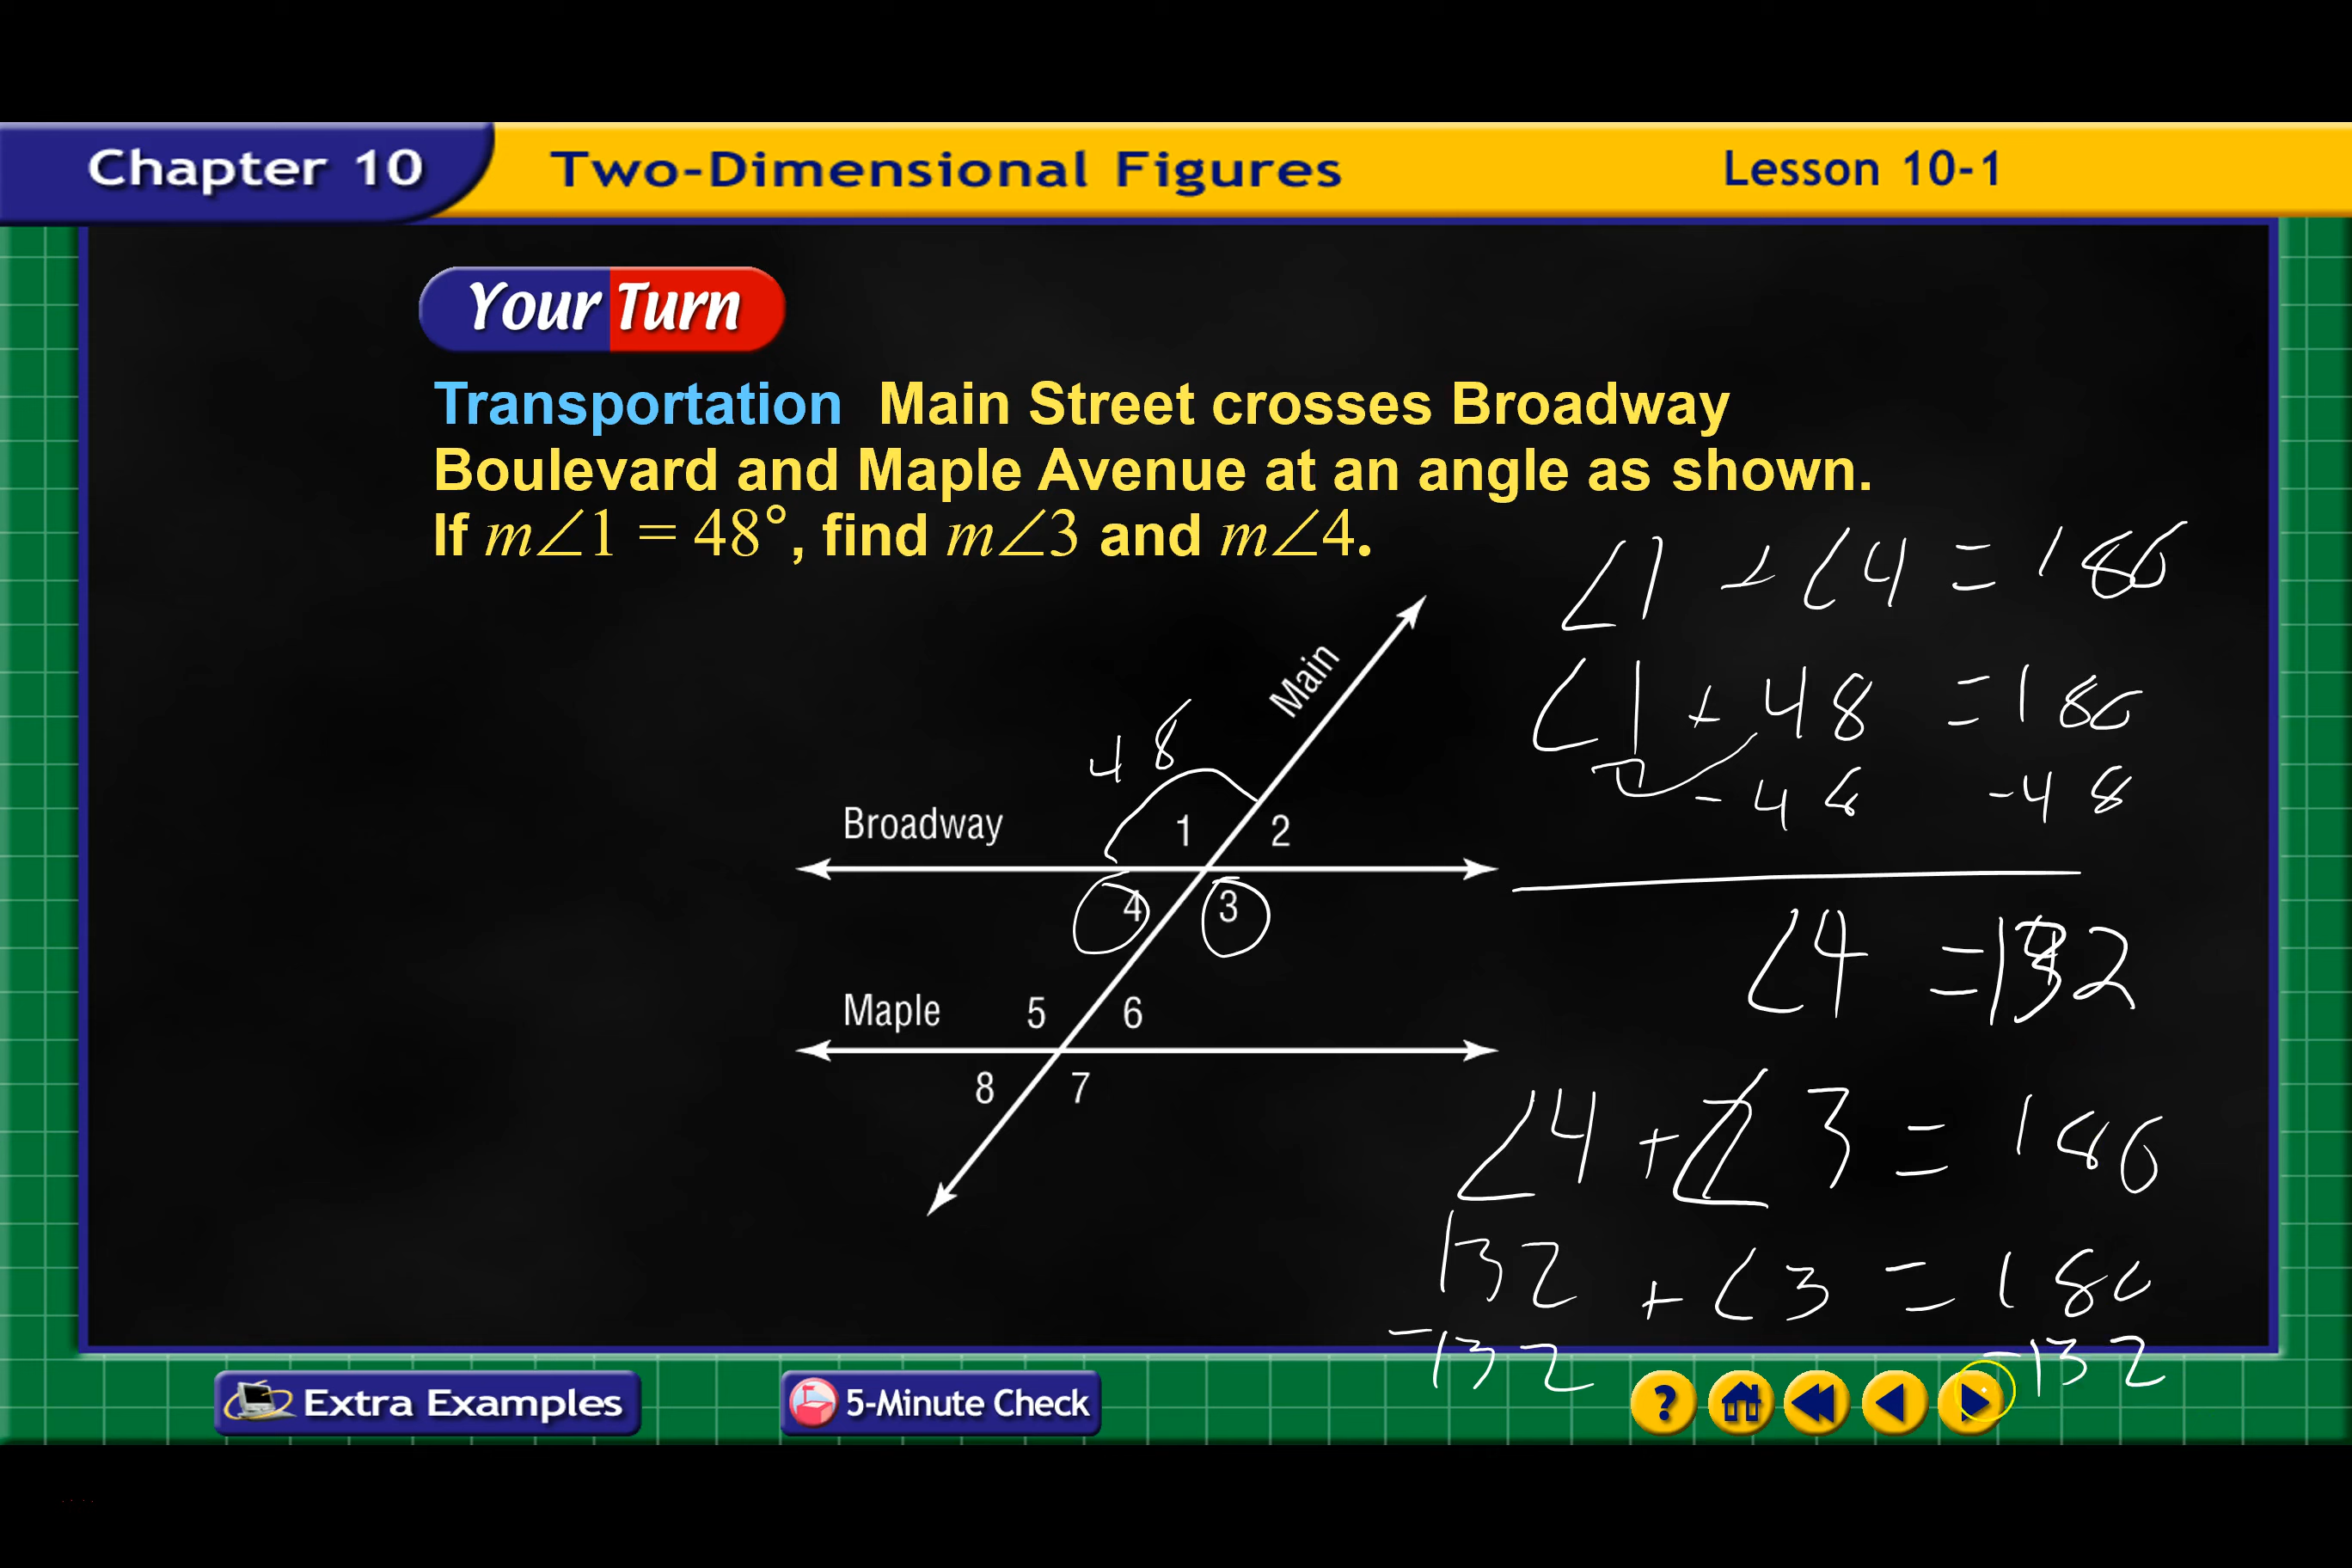 Chapter 10 Two-Dimensional Figures Lesson 10-1
Your Turn
Transportation Main Street crosses Broadway
Boulevard and Maple Avenue at an angle as shown.
If m∠1 = 48°, find m∠3 and m∠4.
∠1 + ∠4 = 180
∠1 + 48 = 180
- 48 -48
∠4 = 132
∠4 + ∠3 = 180
132 + ∠3 = 180
-132 -132
Main
48
Broadway 1 2
4 3
Maple 5 6
8 7
Extra Examples 5-Minute Check ?